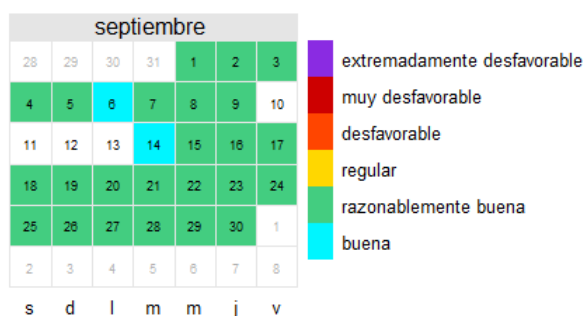 septiembre
28 29 30 31 1 2 3
4 5 6 7 8 9 10
11 12 13 14 15 16 17
18 19 20 21 22 23 24
25 26 27 28 29 30 1
2 3 4 5 6 7 8
s d l m m j v
extremadamente desfavorable
muy desfavorable
desfavorable
regular
razonablemente buena
buena